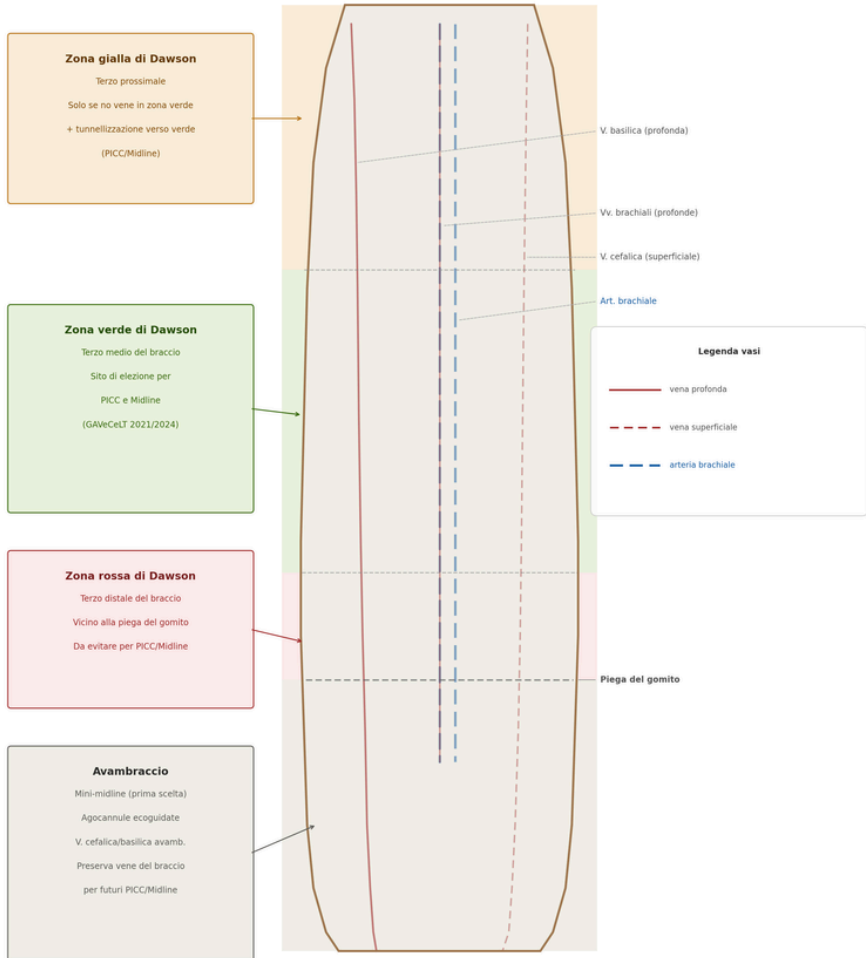 Zona gialla di Dawson
Terzo prossimale
Solo se no vene in zona verde
+ tunnellizzazione verso verde
(PICC/Midline)
V. basilica (profonda)
Vv. brachiali (profonde)
V. cefalica (superficiale)
Art. brachiale
Zona verde di Dawson
Terzo medio del braccio
Sito di elezione per
PICC e Midline
(GAVeCeLT 2021/2024)
Legenda vasi
vena profonda
vena superficiale
arteria brachiale
Zona rossa di Dawson
Terzo distale del braccio
Vicino alla piega del gomito
Da evitare per PICC/Midline
Piega del gomito
Avambraccio
Mini-midline (prima scelta)
Agocannule ecoguidate
V. cefalica/basilica avamb.
Preserva vene del braccio
per futuri PICC/Midline